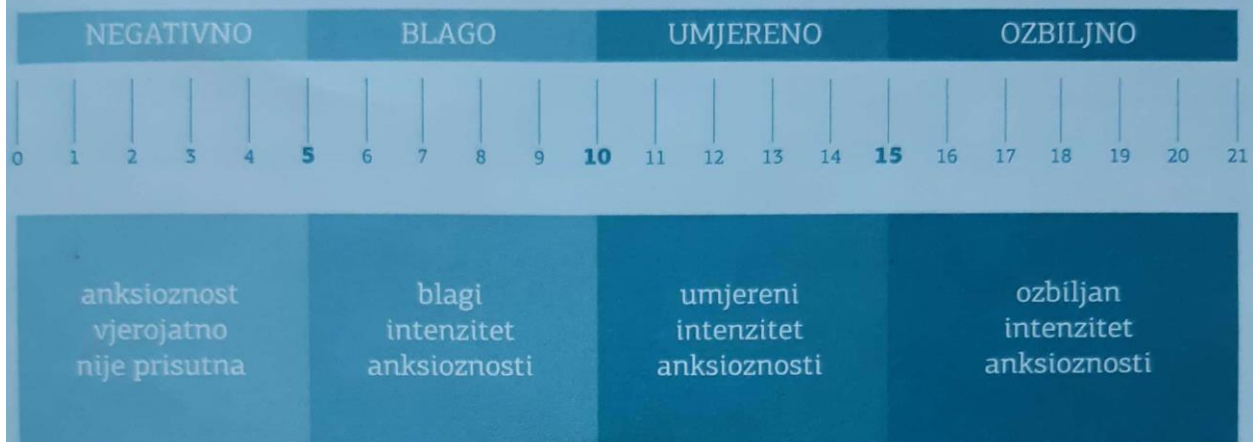 NEGATIVNO BLAGO UMJERENO OZBILJNO
0 1 2 3 4 5 6 7 8 9 10 11 12 13 14 15 16 17 18 19 20 21
anksioznost
vjerojatno
nije prisutna
blagi
intenzitet
anksioznosti
umjereni
intenzitet
anksioznosti
ozbiljan
intenzitet
anksioznosti